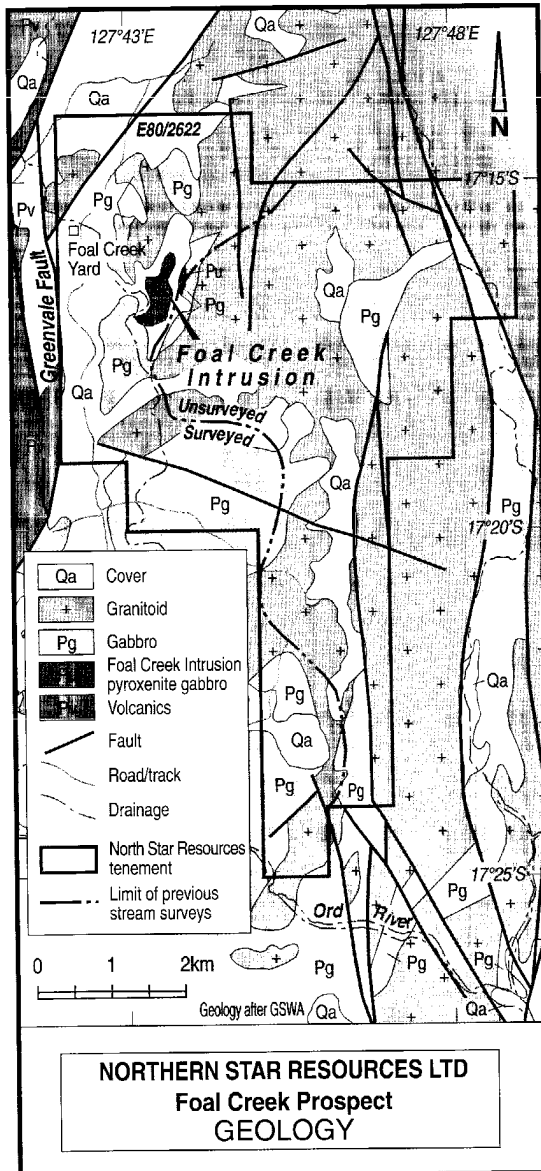 127°43'E
127°48'E
Pv
Qa
Qa
Qa
N
E80/2622
17°15'S
Pg
Pg
Pv
Foal Creek
Yard
Pu
Pg
Qa
Pg
Greenvale Fault
Pg
Foal Creek
Intrusion
Qa
Unsurveyed
Surveyed
Qa
Pg
Pg
17°20'S
Qa Cover
Granitoid
Pg Gabbro
Foal Creek Intrusion
pyroxenite gabbro
Volcanics
Fault
Road/track
Drainage
North Star Resources
tenement
Limit of previous
stream surveys
Pg
Qa
Qa
Pg
Pg
17°25'S
Pg
Ord River
Pg
Pg
Pg
Qa
Qa
0 1 2km
Geology after GSWA
NORTHERN STAR RESOURCES LTD
Foal Creek Prospect
GEOLOGY